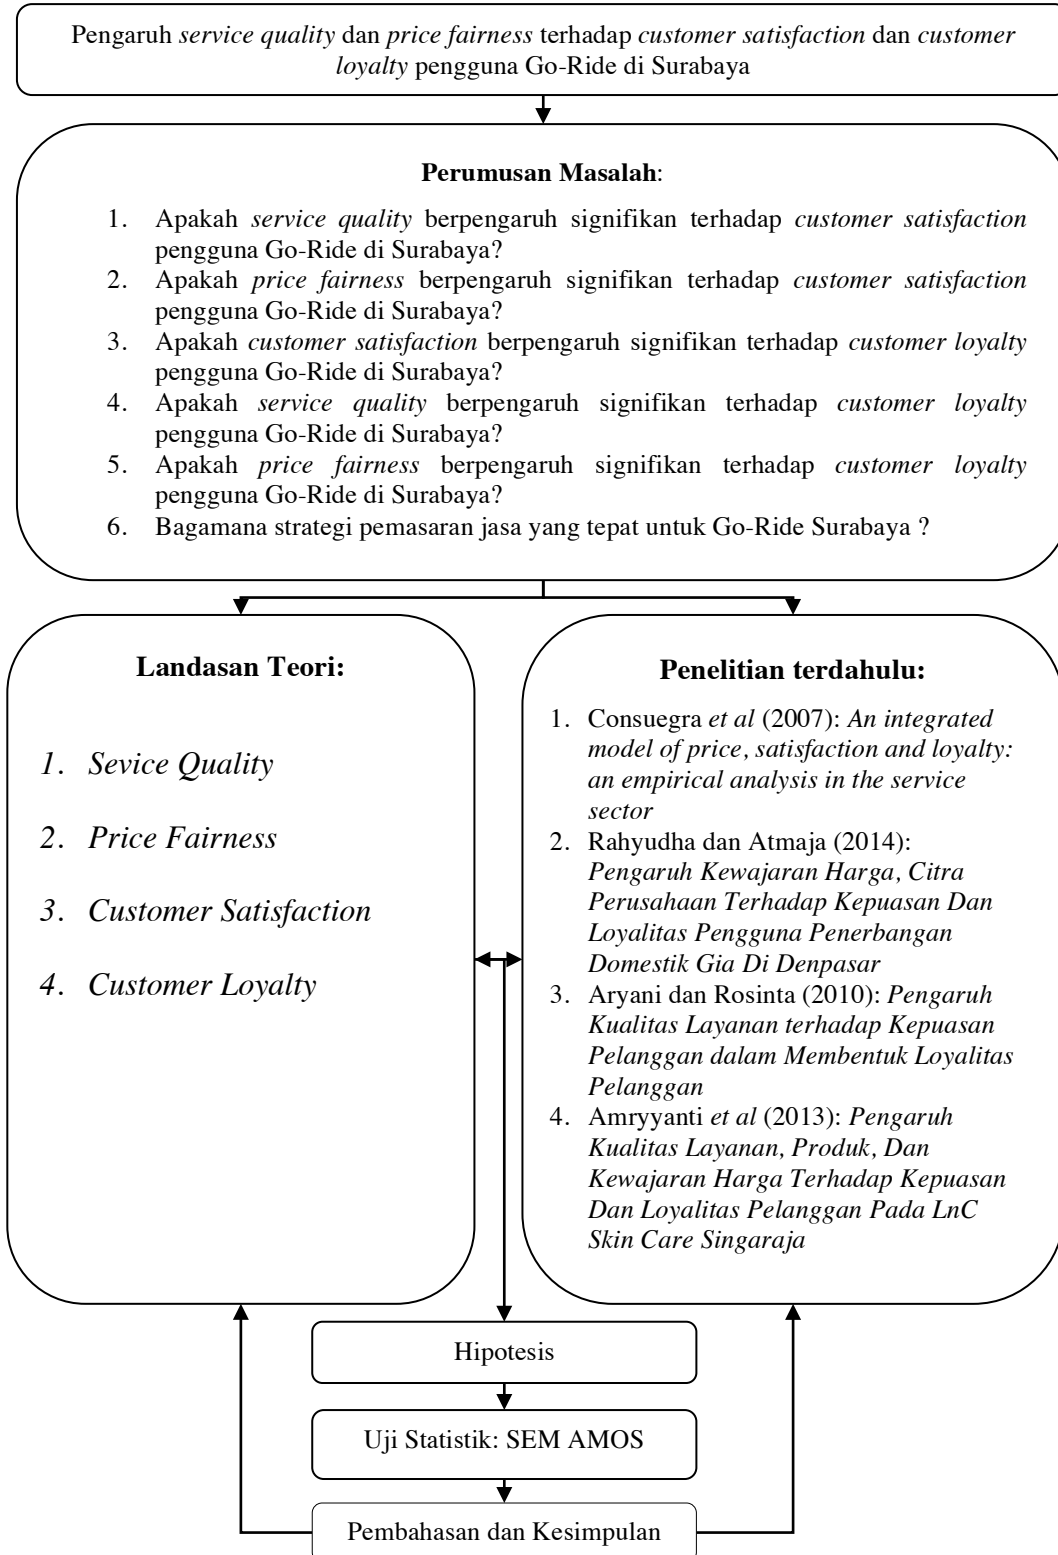 Pengaruh service quality dan price fairness terhadap customer satisfaction dan customer
loyalty pengguna Go-Ride di Surabaya
Perumusan Masalah:
1. Apakah service quality berpengaruh signifikan terhadap customer satisfaction
pengguna Go-Ride di Surabaya?
2. Apakah price fairness berpengaruh signifikan terhadap customer satisfaction
pengguna Go-Ride di Surabaya?
3. Apakah customer satisfaction berpengaruh signifikan terhadap customer loyalty
pengguna Go-Ride di Surabaya?
4. Apakah service quality berpengaruh signifikan terhadap customer loyalty
pengguna Go-Ride di Surabaya?
5. Apakah price fairness berpengaruh signifikan terhadap customer loyalty
pengguna Go-Ride di Surabaya?
6. Bagamana strategi pemasaran jasa yang tepat untuk Go-Ride Surabaya ?
Landasan Teori:
1. Sevice Quality
2. Price Fairness
3. Customer Satisfaction
4. Customer Loyalty
Penelitian terdahulu:
1. Consuegra et al (2007): An integrated
model of price, satisfaction and loyalty:
an empirical analysis in the service
sector
2. Rahyudha dan Atmaja (2014):
Pengaruh Kewajaran Harga, Citra
Perusahaan Terhadap Kepuasan Dan
Loyalitas Pengguna Penerbangan
Domestik Gia Di Denpasar
3. Aryani dan Rosinta (2010): Pengaruh
Kualitas Layanan terhadap Kepuasan
Pelanggan dalam Membentuk Loyalitas
Pelanggan
4. Amryyanti et al (2013): Pengaruh
Kualitas Layanan, Produk, Dan
Kewajaran Harga Terhadap Kepuasan
Dan Loyalitas Pelanggan Pada LnC
Skin Care Singaraja
Hipotesis
Uji Statistik: SEM AMOS
Pembahasan dan Kesimpulan